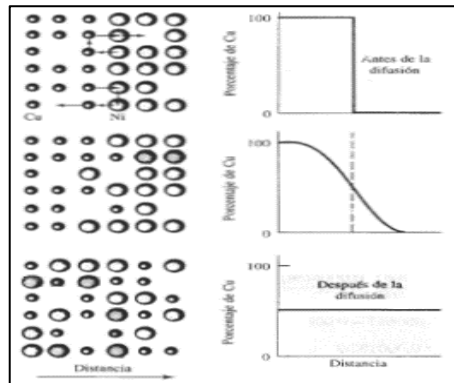 Cu
Ni
Distancia
Porcentaje de Cu
100
0
Antes de la
difusión
Porcentaje de Cu
100
0
Porcentaje de Cu
100
0
Después de la
difusión
Distancia